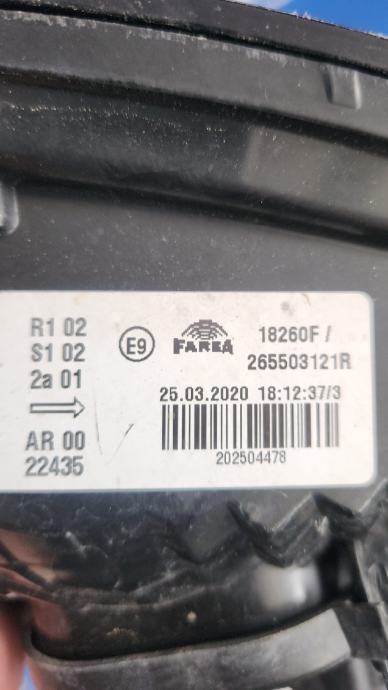 R1 02
S1 02
2a 01
AR 00
22435
E9
FAREA
18260F /
265503121R
25.03.2020 18:12:37/3
202504478